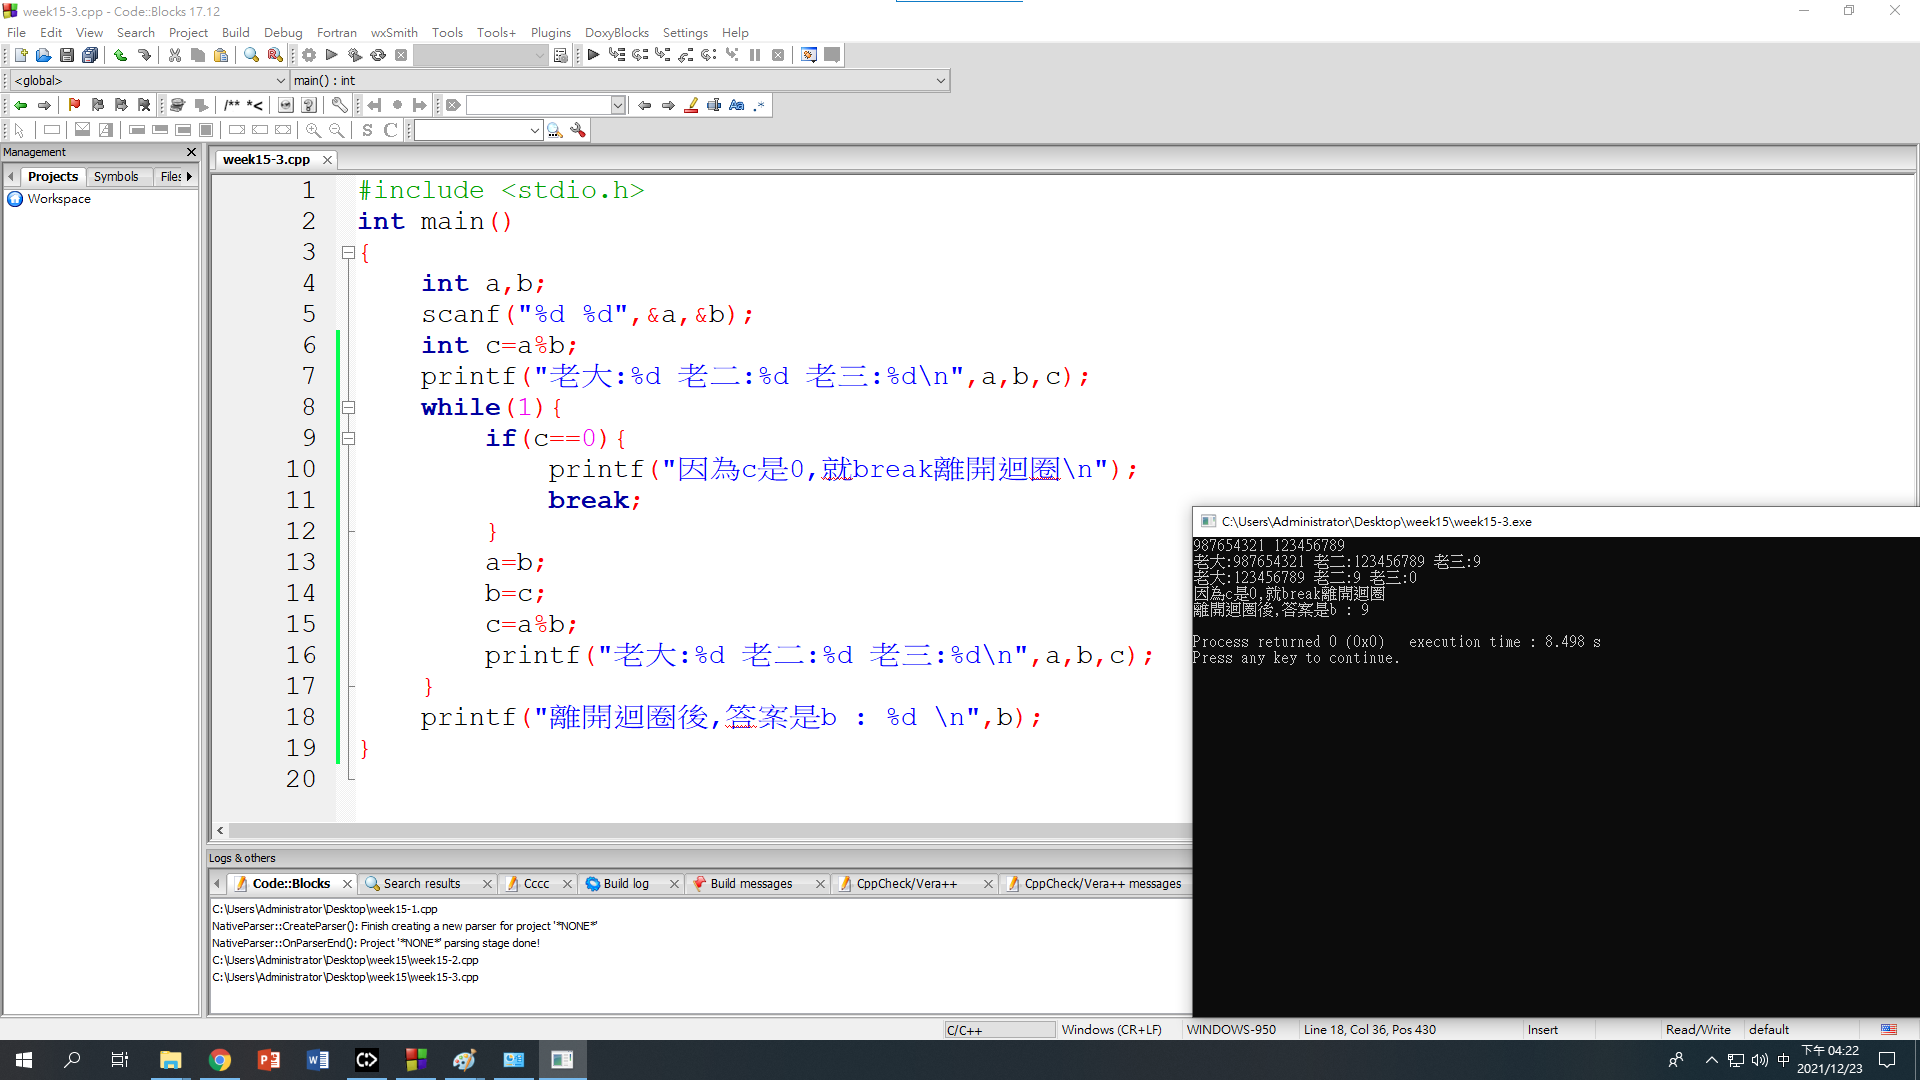 week15-3.cpp - Code::Blocks 17.12
File Edit View Search Project Build Debug Fortran wxSmith Tools Tools+ Plugins DoxyBlocks Settings Help
<global> main() : int
/** *<
Aa .*
S C
Management
Projects Symbols Files
Workspace
week15-3.cpp
1 #include <stdio.h>
2 int main()
3 {
4 int a,b;
5 scanf("%d %d",&a,&b);
6 int c=a%b;
7 printf("老大:%d 老二:%d 老三:%d\n",a,b,c);
8 while(1){
9 if(c==0){
10 printf("因為c是0,就break離開迴圈\n");
11 break;
12 }
13 a=b;
14 b=c;
15 c=a%b;
16 printf("老大:%d 老二:%d 老三:%d\n",a,b,c);
17 }
18 printf("離開迴圈後,答案是b : %d \n",b);
19 }
20
C:\Users\Administrator\Desktop\week15\week15-3.exe
987654321 123456789
老大:987654321 老二:123456789 老三:9
老大:123456789 老二:9 老三:0
因為c是0,就break離開迴圈
離開迴圈後,答案是b : 9
Process returned 0 (0x0) execution time : 8.498 s
Press any key to continue.
Logs & others
Code::Blocks Search results Cccc Build log Build messages CppCheck/Vera++ CppCheck/Vera++ messages
C:\Users\Administrator\Desktop\week15-1.cpp
NativeParser::CreateParser(): Finish creating a new parser for project '*NONE*'
NativeParser::OnParserEnd(): Project '*NONE*' parsing stage done!
C:\Users\Administrator\Desktop\week15\week15-2.cpp
C:\Users\Administrator\Desktop\week15\week15-3.cpp
C/C++ Windows (CR+LF) WINDOWS-950 Line 18, Col 36, Pos 430 Insert Read/Write default
中 下午 04:22
2021/12/23